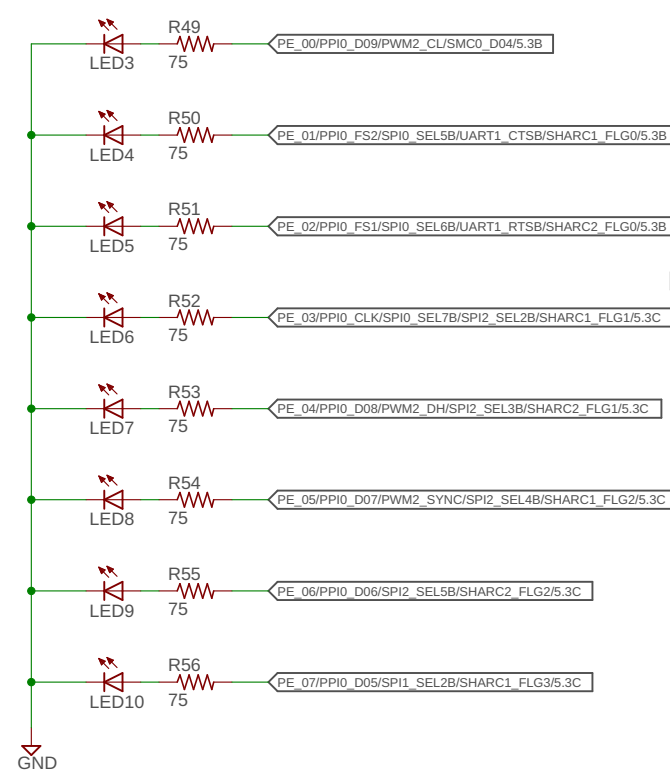 R49
PE_00/PPI0_D09/PWM2_CL/SMC0_D04/5.3B
LED3
75
R50
PE_01/PPI0_FS2/SPI0_SEL5B/UART1_CTSB/SHARC1_FLG0/5.3B
LED4
75
R51
PE_02/PPI0_FS1/SPI0_SEL6B/UART1_RTSB/SHARC2_FLG0/5.3B
LED5
75
R52
PE_03/PPI0_CLK/SPI0_SEL7B/SPI2_SEL2B/SHARC1_FLG1/5.3C
LED6
75
R53
PE_04/PPI0_D08/PWM2_DH/SPI2_SEL3B/SHARC2_FLG1/5.3C
LED7
75
R54
PE_05/PPI0_D07/PWM2_SYNC/SPI2_SEL4B/SHARC1_FLG2/5.3C
LED8
75
R55
PE_06/PPI0_D06/SPI2_SEL5B/SHARC2_FLG2/5.3C
LED9
75
R56
PE_07/PPI0_D05/SPI1_SEL2B/SHARC1_FLG3/5.3C
LED10
75
GND